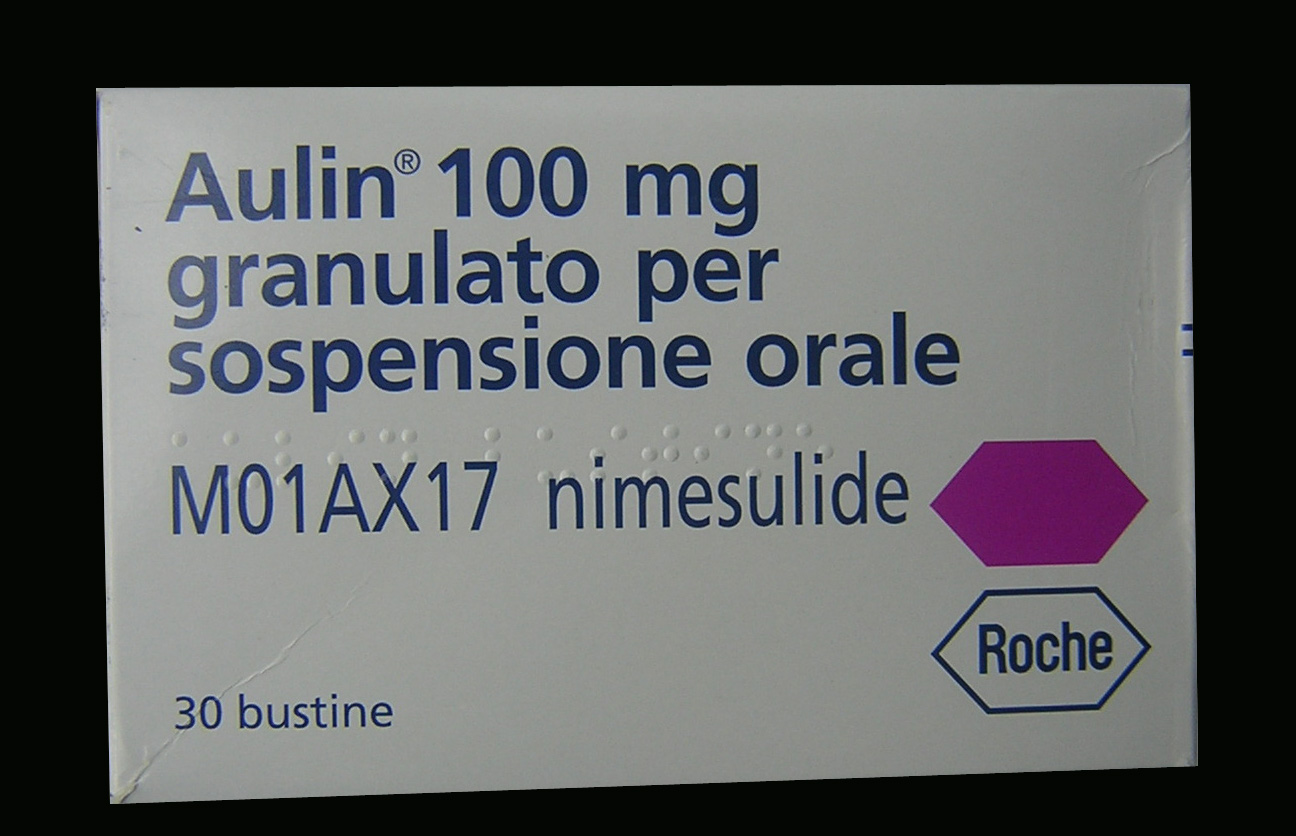 Aulin® 100 mg
granulato per
sospensione orale
M01AX17 nimesulide
Roche
30 bustine